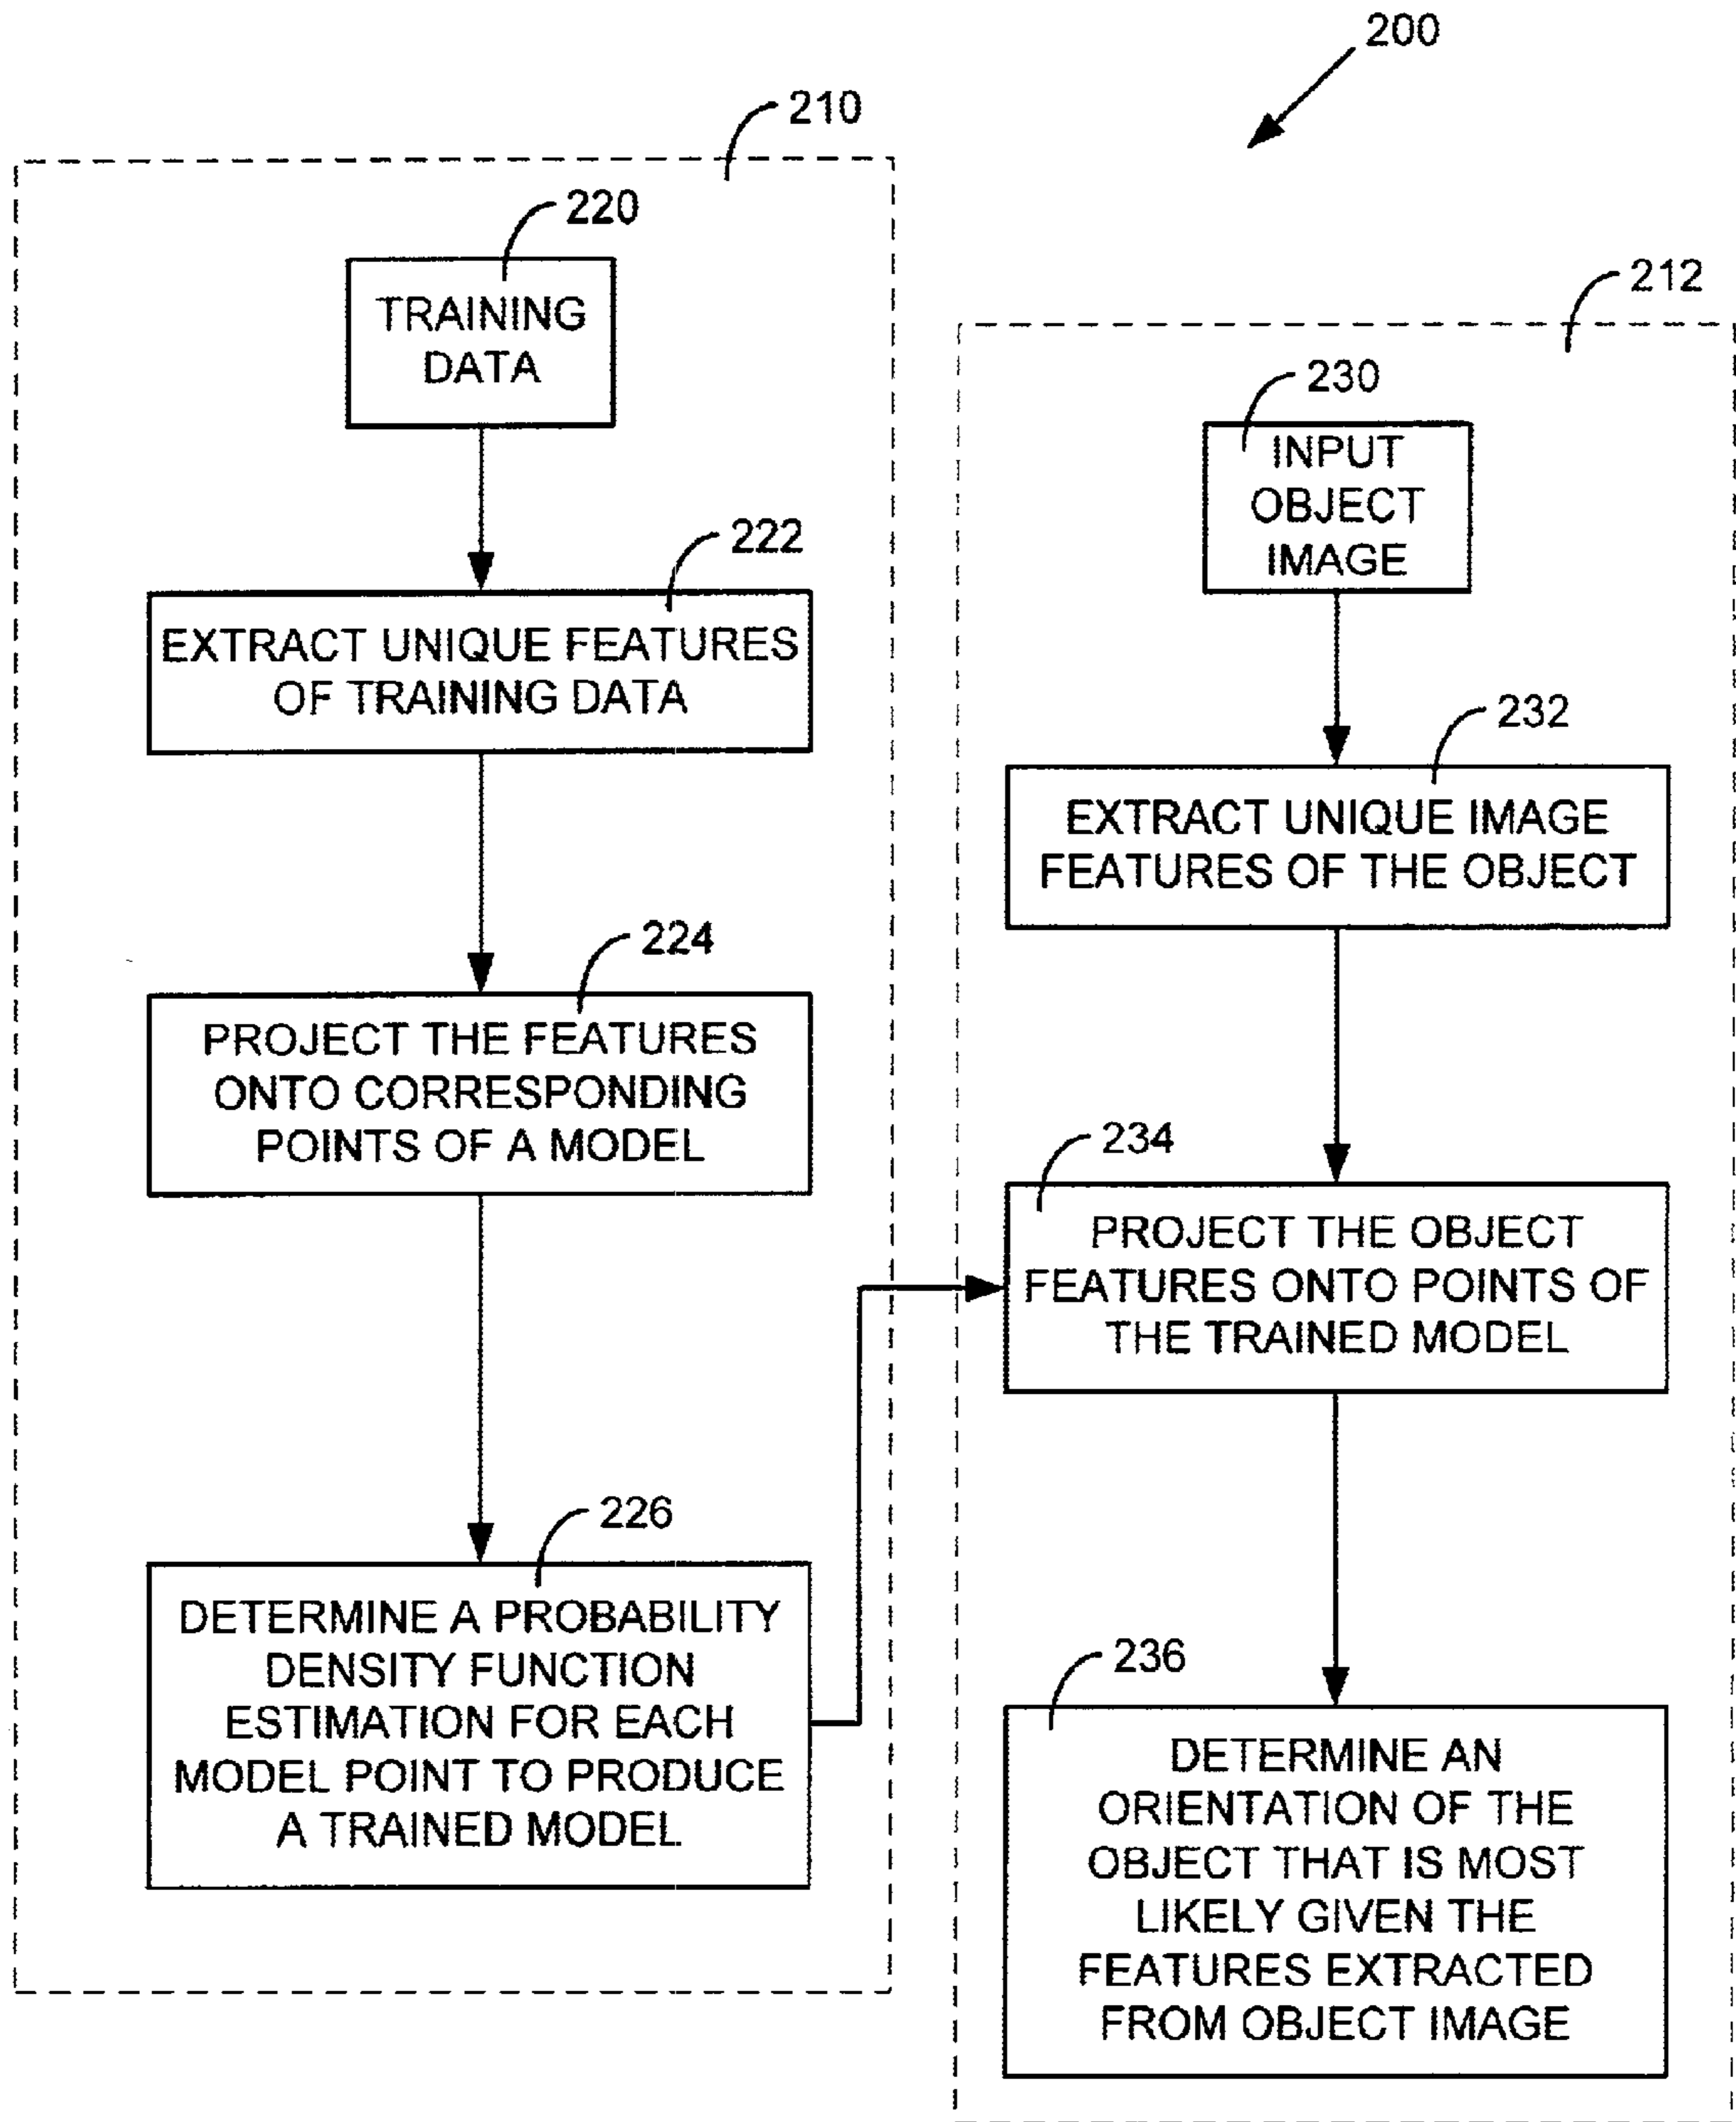 200
210
220
TRAINING
DATA
222
EXTRACT UNIQUE FEATURES
OF TRAINING DATA
224
PROJECT THE FEATURES
ONTO CORRESPONDING
POINTS OF A MODEL
226
DETERMINE A PROBABILITY
DENSITY FUNCTION
ESTIMATION FOR EACH
MODEL POINT TO PRODUCE
A TRAINED MODEL
212
230
INPUT
OBJECT
IMAGE
232
EXTRACT UNIQUE IMAGE
FEATURES OF THE OBJECT
234
PROJECT THE OBJECT
FEATURES ONTO POINTS OF
THE TRAINED MODEL
236
DETERMINE AN
ORIENTATION OF THE
OBJECT THAT IS MOST
LIKELY GIVEN THE
FEATURES EXTRACTED
FROM OBJECT IMAGE